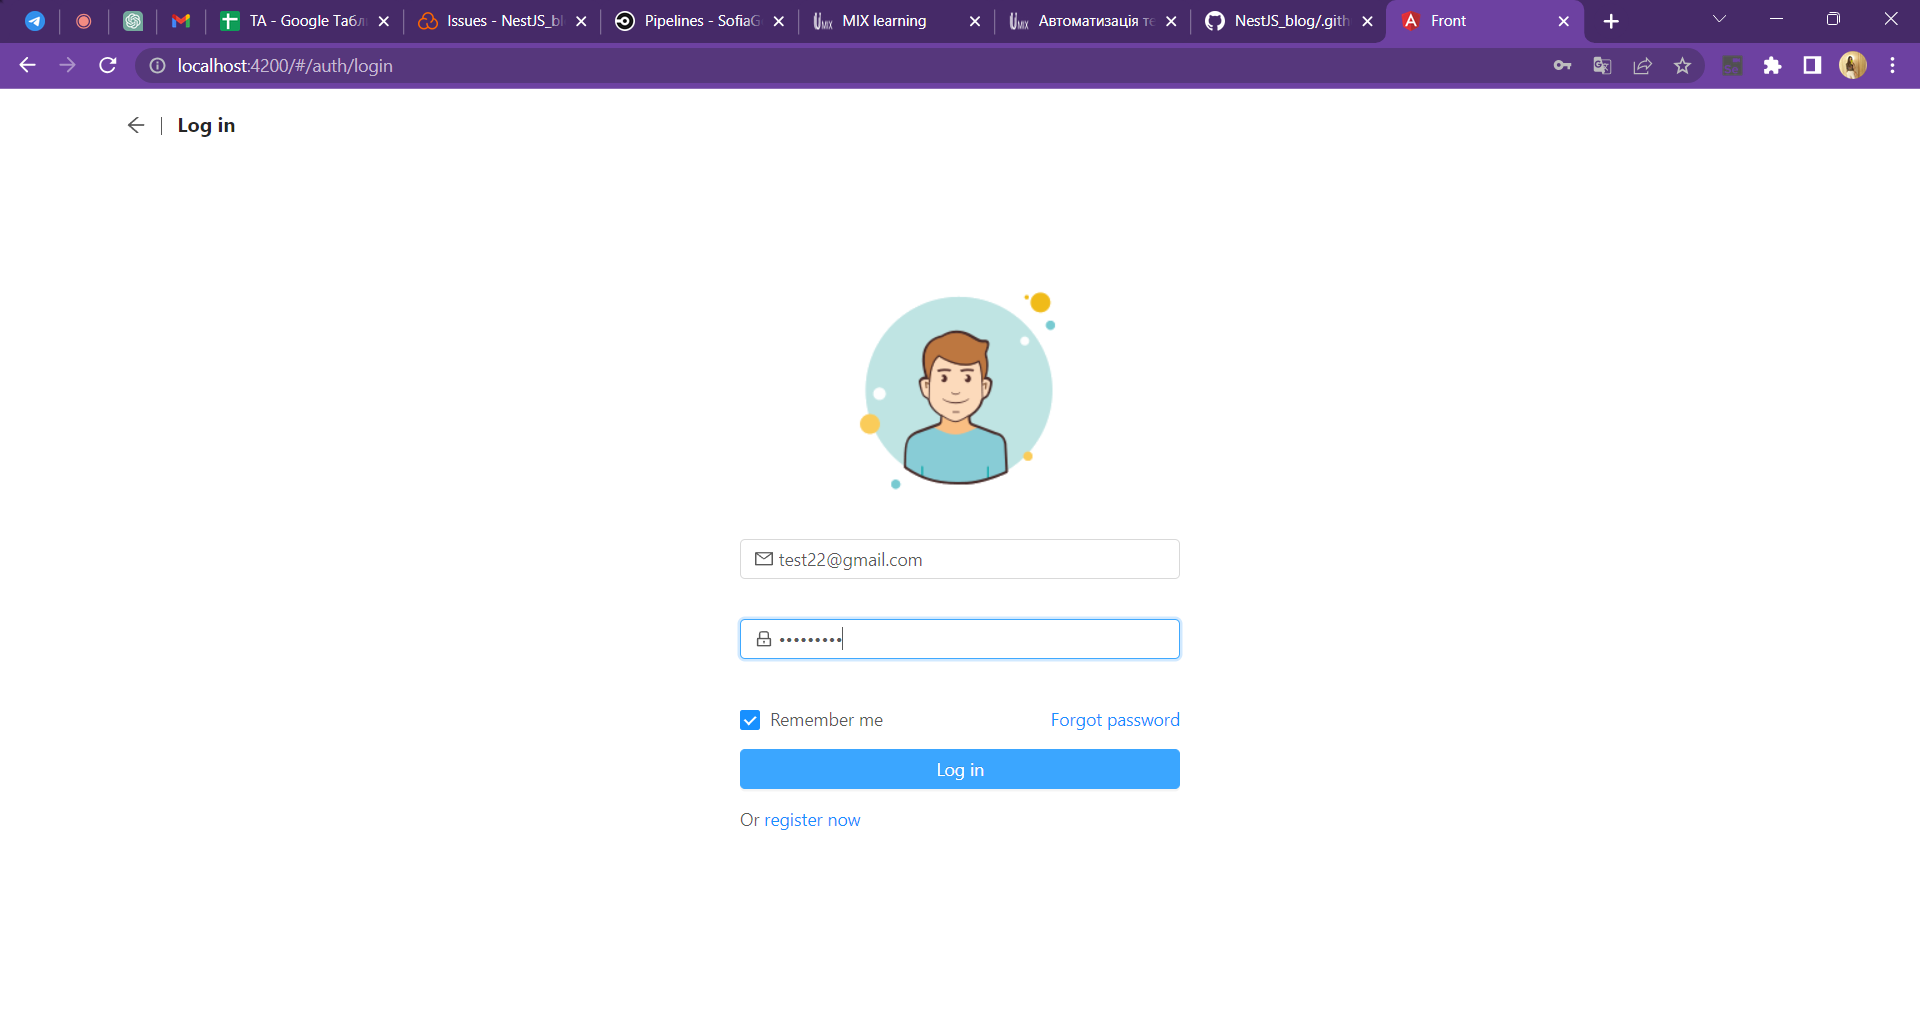 TA - Google Табл
Issues - NestJS_bl
Pipelines - SofiaG
MIX learning
Автоматизація те
NestJS_blog/.gith
Front
localhost:4200/#/auth/login
Log in
test22@gmail.com
•••••••••
Remember me
Forgot password
Log in
Or register now